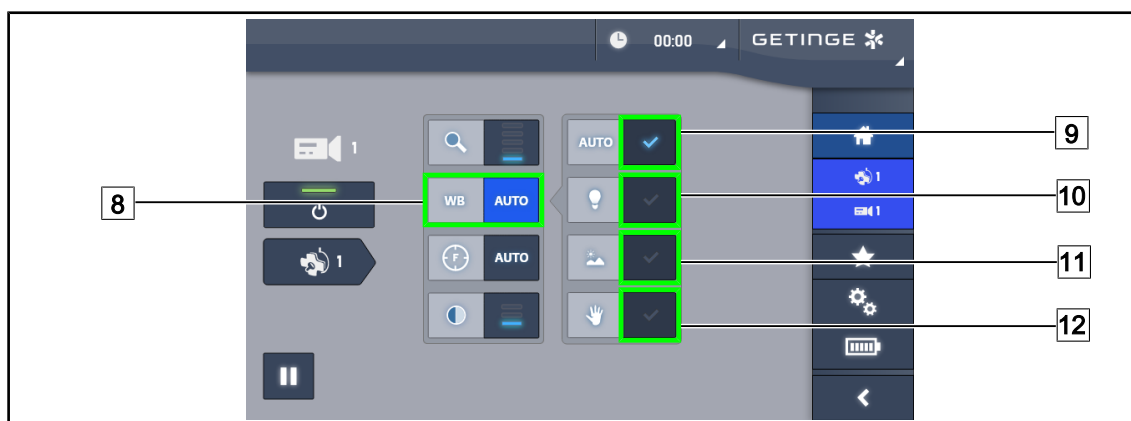 00:00 GETINGE
1 AUTO 9
1
8 WB AUTO 10
1
1 F AUTO 11
12